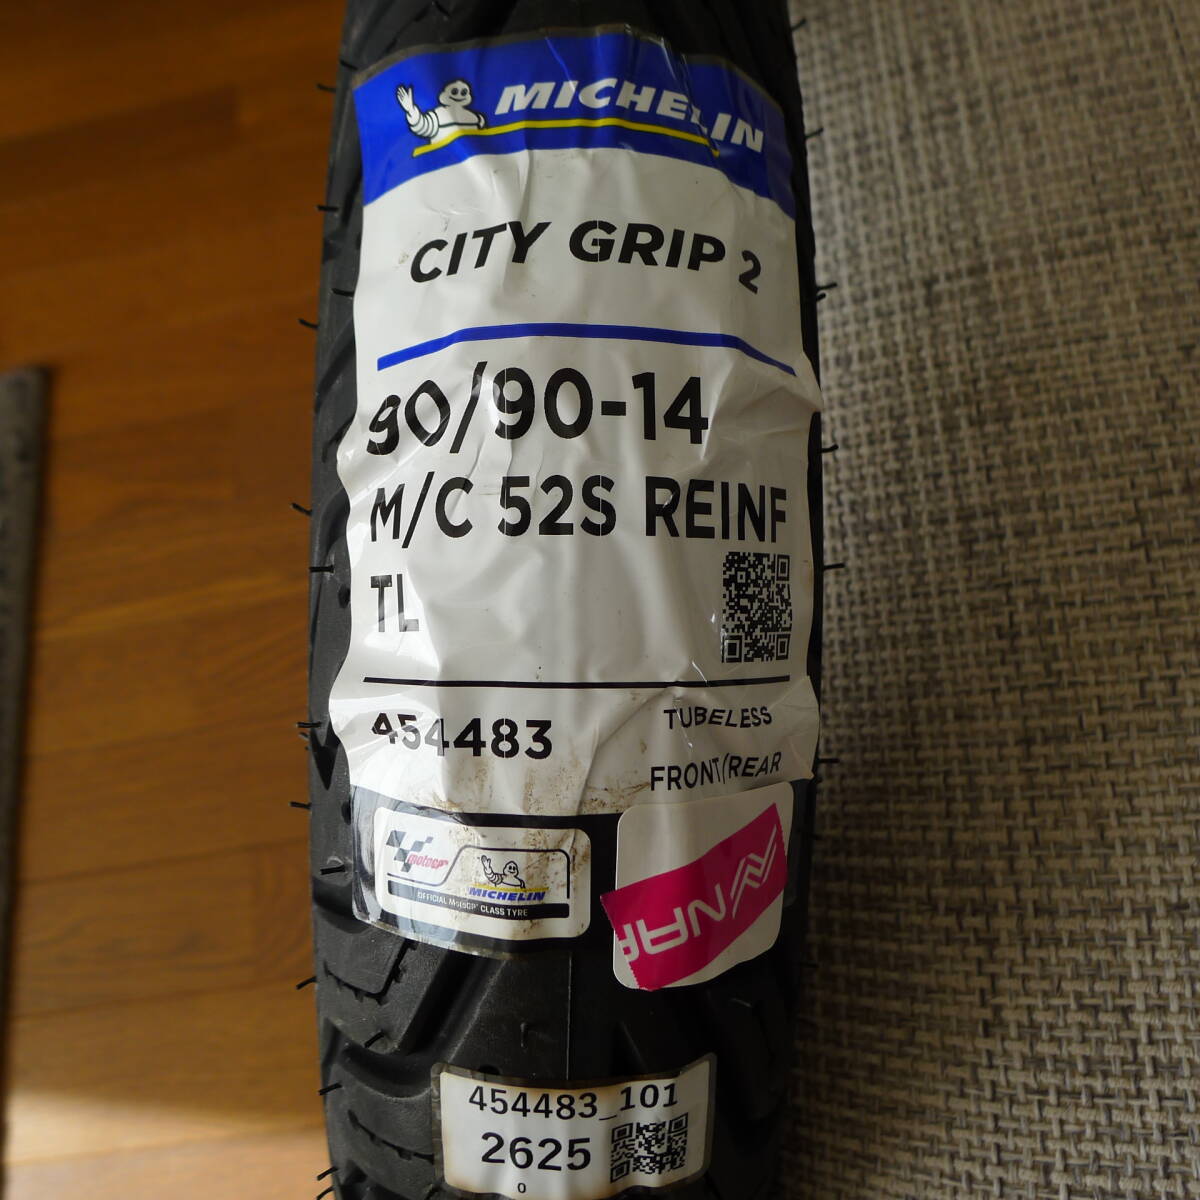 MICHELIN
CITY GRIP 2
90/90-14
M/C 52S REINF
TL
454483
TUBELESS
FRONT/REAR
MotoGP
MICHELIN
OFFICIAL MotoGP CLASS TYRE
454483_101
2625
0